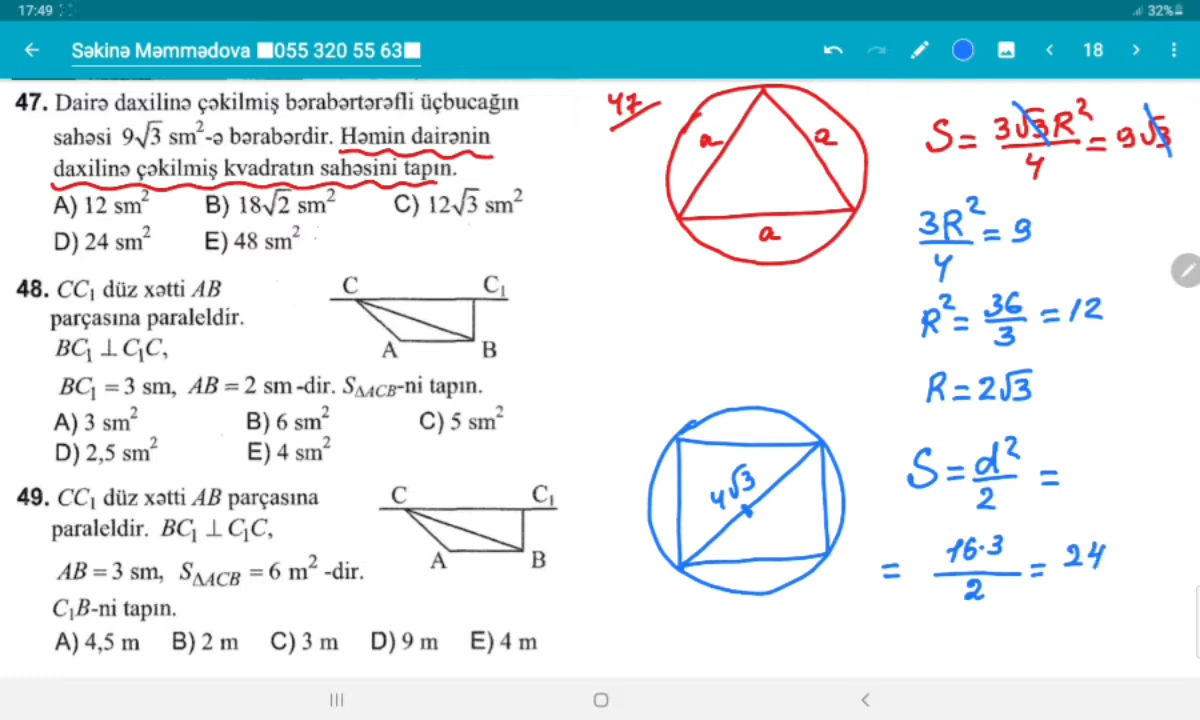 17:49 32%
Səkinə Məmmədova ■055 320 55 63■ 18
47. Dairə daxilinə çəkilmiş bərabərtərəfli üçbucağın
sahəsi 9√3 sm²-ə bərabərdir. Həmin dairənin
daxilinə çəkilmiş kvadratın sahəsini tapın.
A) 12 sm² B) 18√2 sm² C) 12√3 sm²
D) 24 sm² E) 48 sm²
48. CC₁ düz xətti AB
parçasına paraleldir.
BC₁ ⊥ C₁C,
BC₁ = 3 sm, AB = 2 sm-dir. S△ACB-ni tapın.
A) 3 sm² B) 6 sm² C) 5 sm²
D) 2,5 sm² E) 4 sm²
C C₁
A B
49. CC₁ düz xətti AB parçasına
paraleldir. BC₁ ⊥ C₁C,
AB = 3 sm, S△ACB = 6 m² -dir.
C₁B-ni tapın.
A) 4,5 m B) 2 m C) 3 m D) 9 m E) 4 m
C C₁
A B
47
a a
a
S = 3√3R²/4 = 9√3
3R²/4 = 9
R² = 36/3 = 12
R = 2√3
4√3
S = d²/2 =
= 16·3/2 = 24